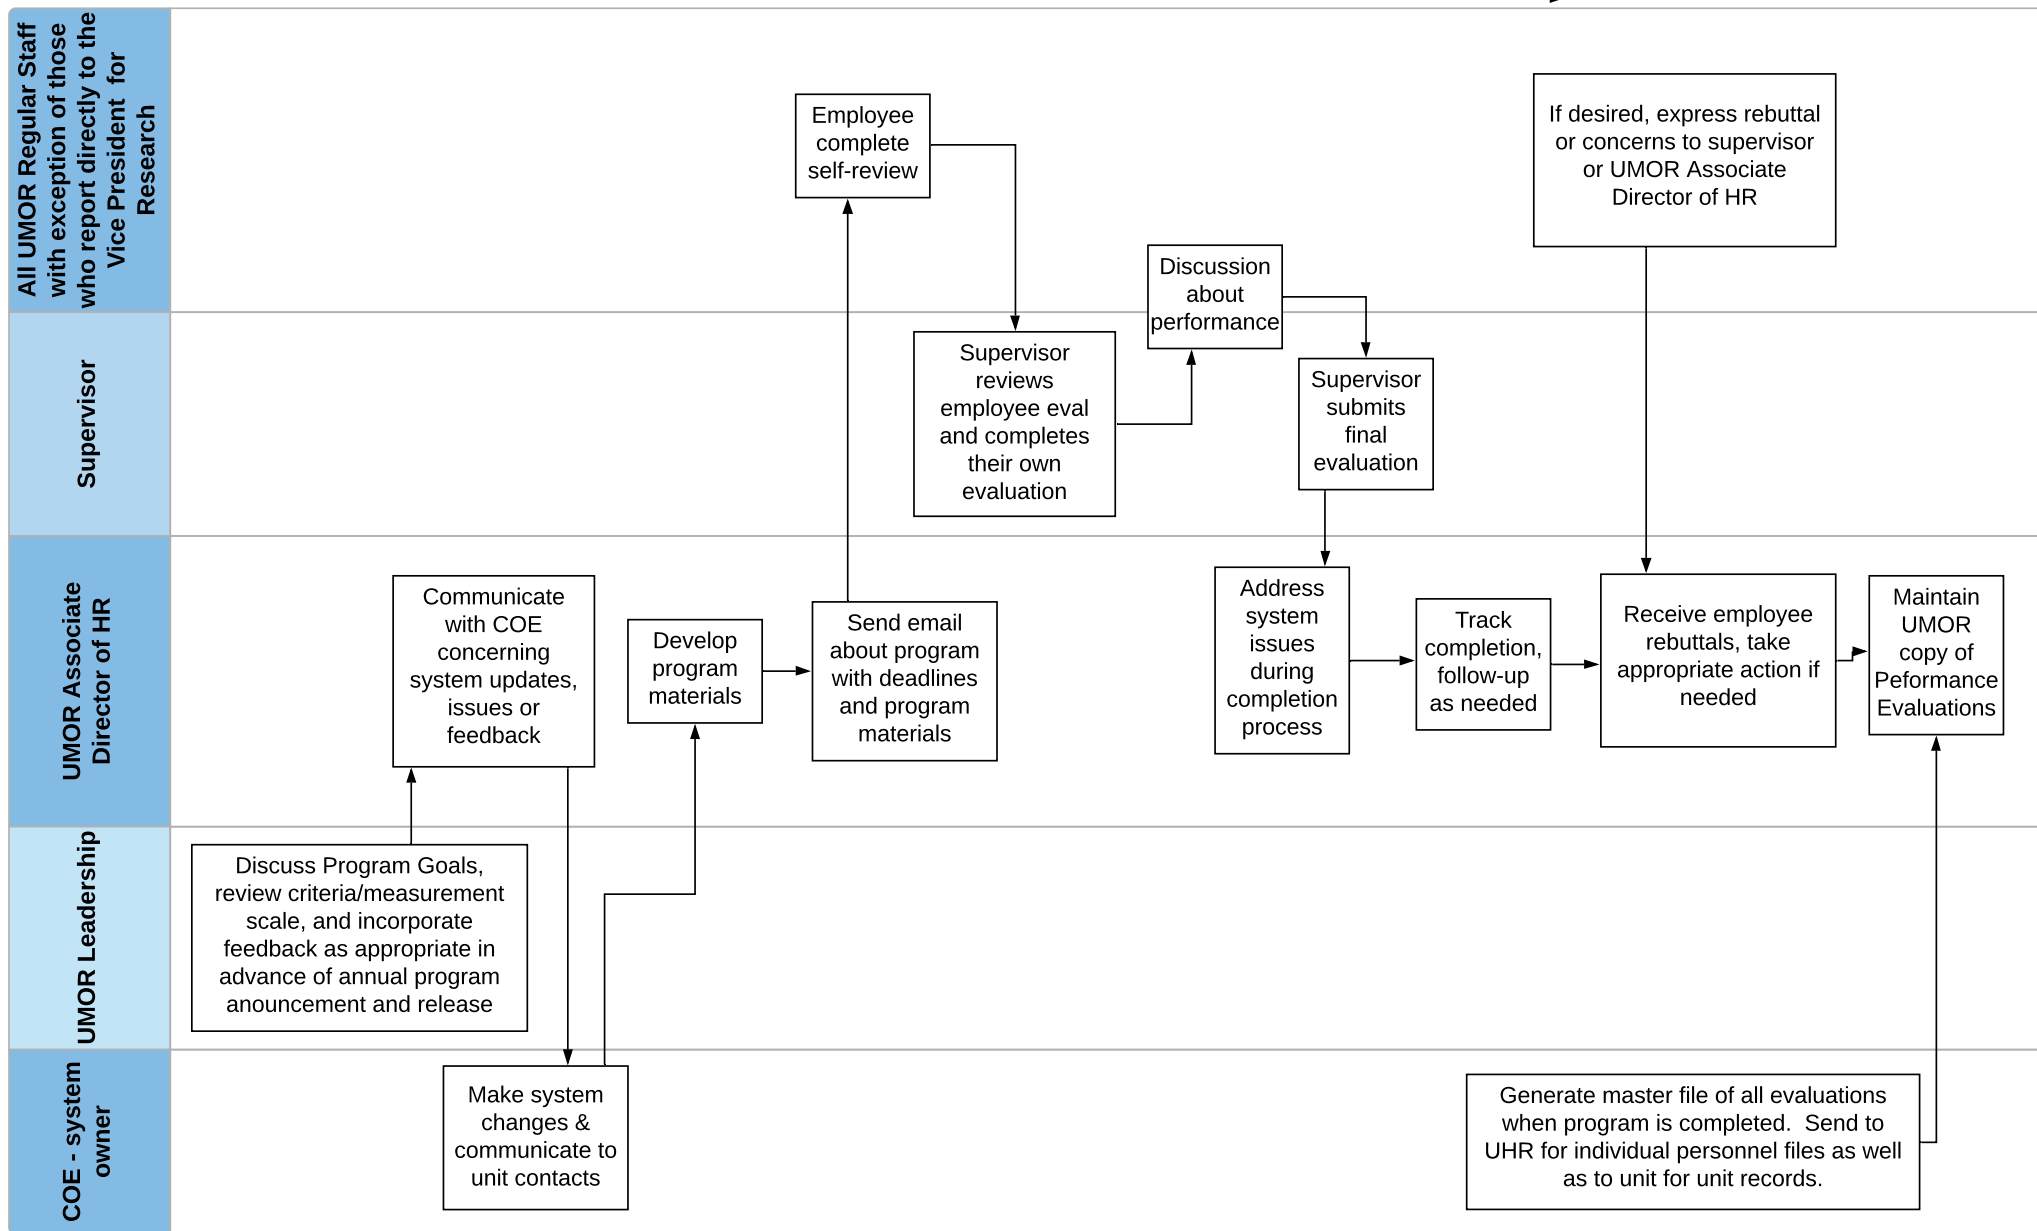 All UMOR Regular Staff
with exception of those
who report directly to the
Vice President  for
Research
Employee
complete
self-review
If desired, express rebuttal
or concerns to supervisor
or UMOR Associate
Director of HR
Discussion
about
performance
Supervisor
Supervisor
reviews
employee eval
and completes
their own
evaluation
Supervisor
submits
final
evaluation
UMOR Associate
Director of HR
Communicate
with COE
concerning
system updates,
issues or
feedback
Develop
program
materials
Send email
about program
with deadlines
and program
materials
Address
system
issues
during
completion
process
Track
completion,
follow-up
as needed
Receive employee
rebuttals, take
appropriate action if
needed
Maintain
UMOR
copy of
Peformance
Evaluations
UMOR Leadership
Discuss Program Goals,
review criteria/measurement
scale, and incorporate
feedback as appropriate in
advance of annual program
anouncement and release
COE - system
owner
Make system
changes &
communicate to
unit contacts
Generate master file of all evaluations
when program is completed.  Send to
UHR for individual personnel files as well
as to unit for unit records.